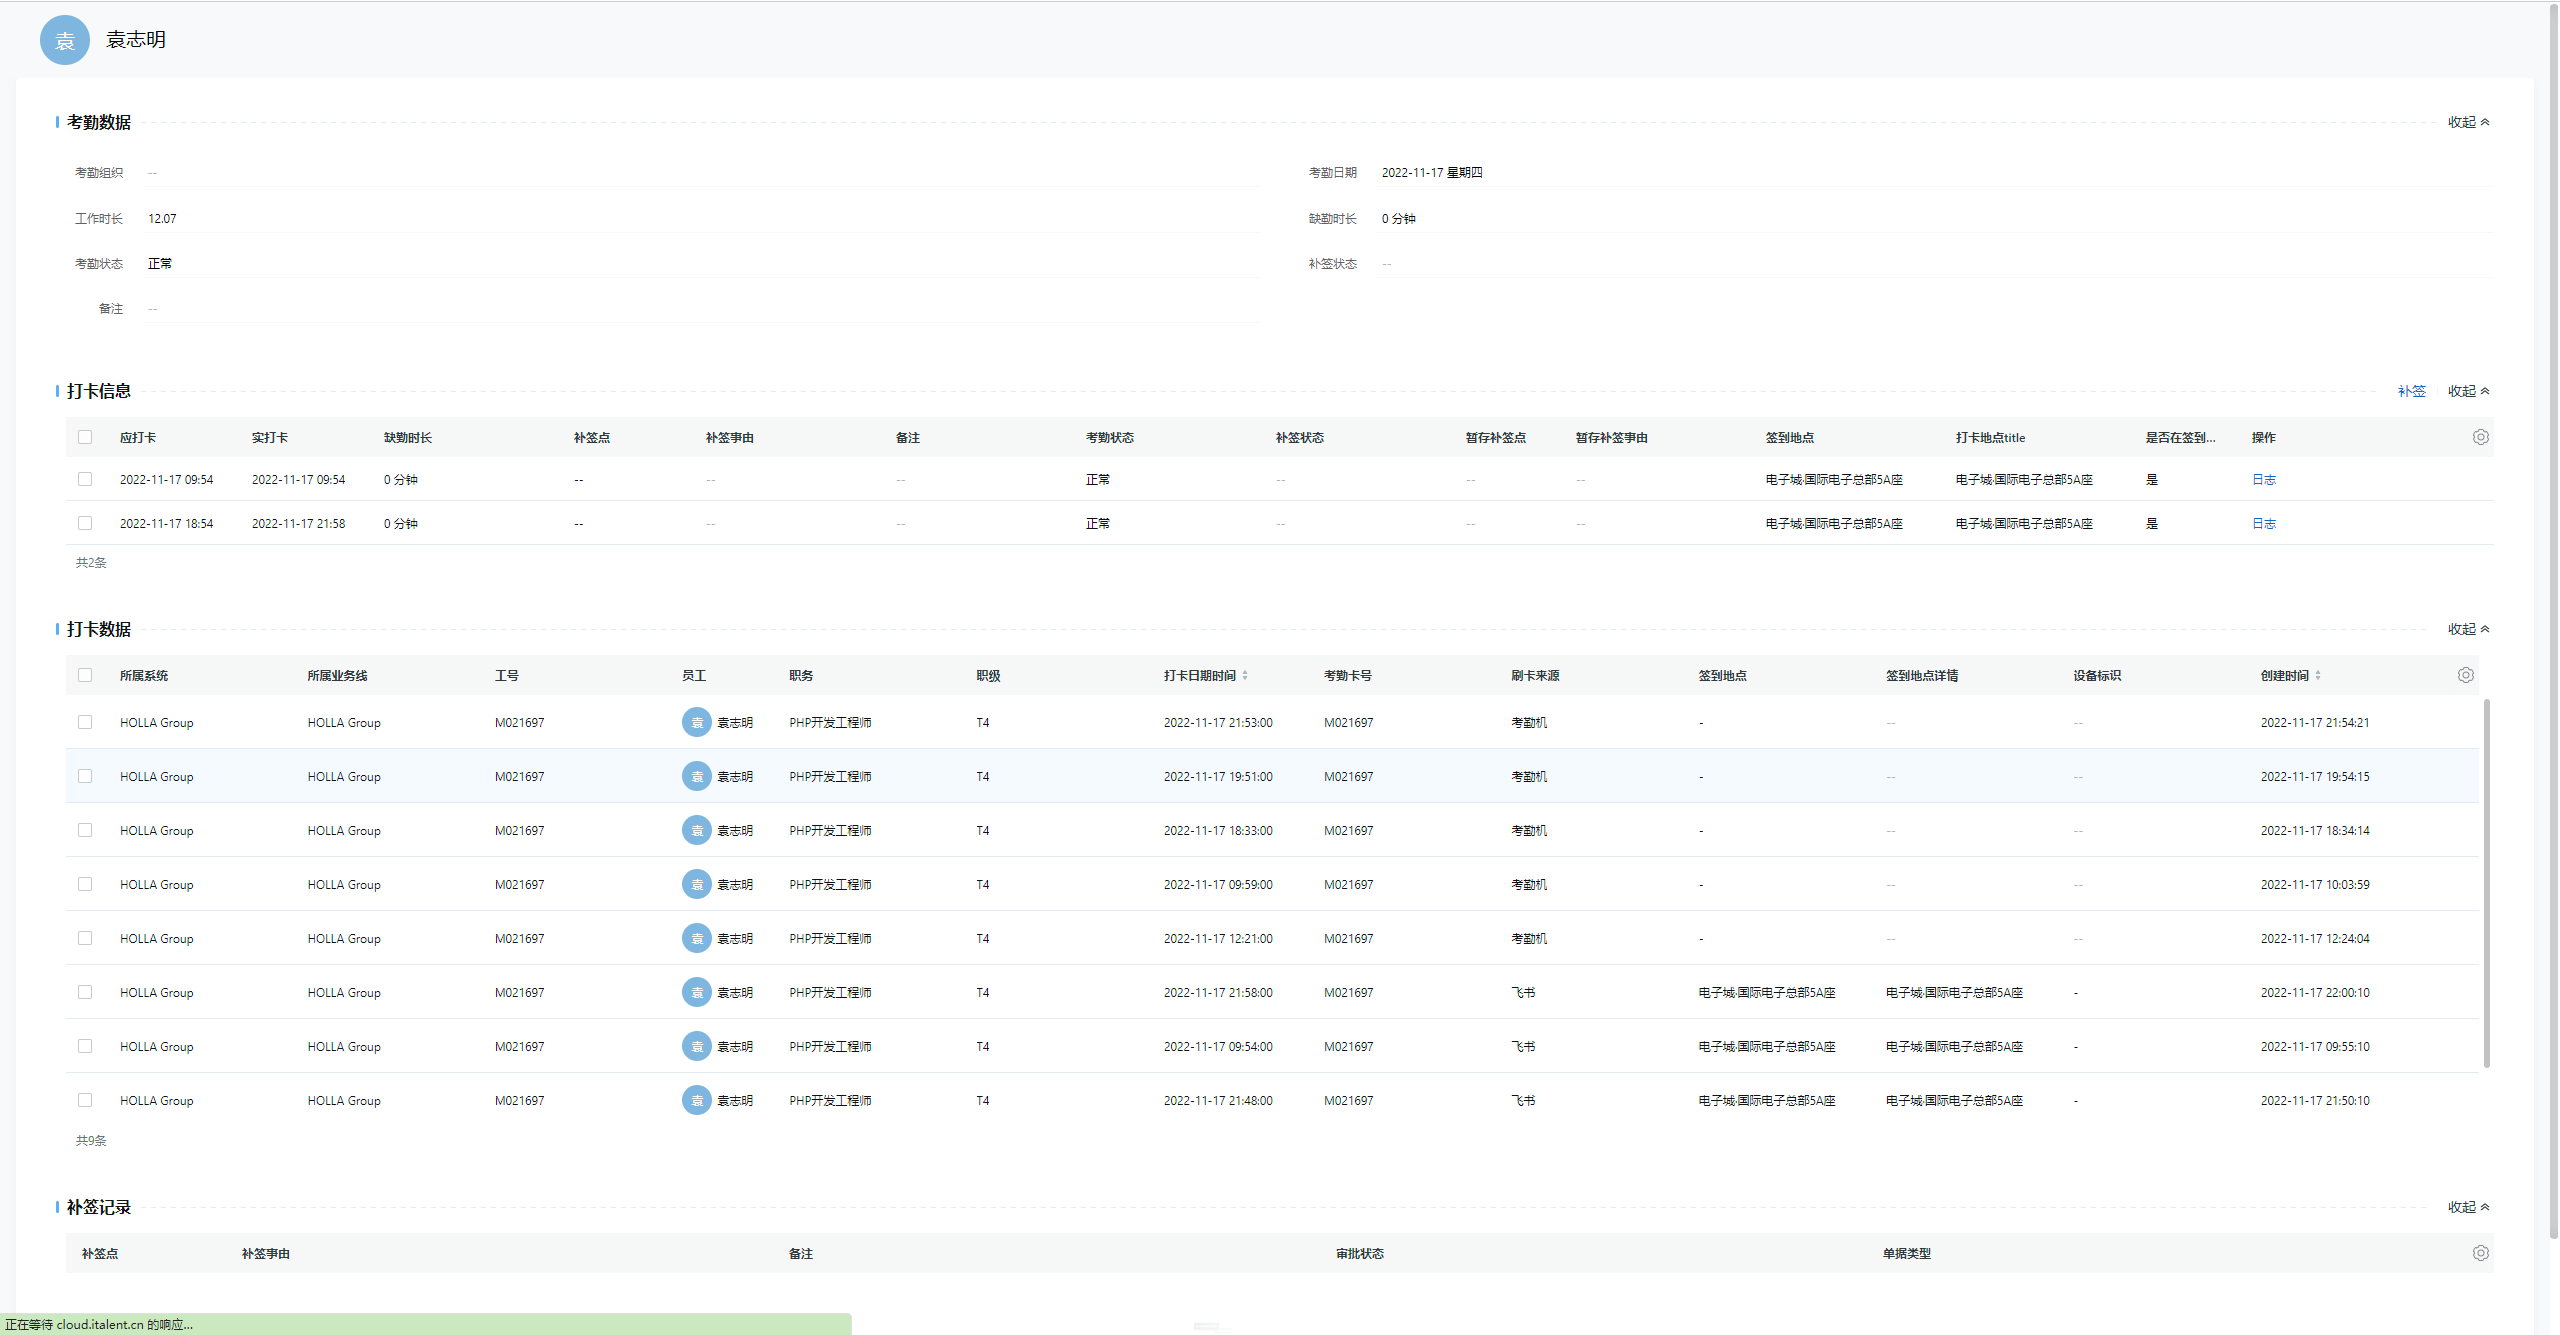 袁 袁志明
考勤数据 收起
考勤组织 -- 考勤日期 2022-11-17 星期四
工作时长 12.07 缺勤时长 0 分钟
考勤状态 正常 补签状态 --
备注 --
打卡信息 补签 收起
应打卡 实打卡 缺勤时长 补签点 补签事由 备注 考勤状态 补签状态 暂存补签点 暂存补签事由 签到地点 打卡地点title 是否在签到... 操作
2022-11-17 09:54 2022-11-17 09:54 0 分钟 -- -- -- 正常 -- -- -- 电子城·国际电子总部5A座 电子城·国际电子总部5A座 是 日志
2022-11-17 18:54 2022-11-17 21:58 0 分钟 -- -- -- 正常 -- -- -- 电子城·国际电子总部5A座 电子城·国际电子总部5A座 是 日志
共2条
打卡数据 收起
所属系统 所属业务线 工号 员工 职务 职级 打卡日期时间 考勤卡号 刷卡来源 签到地点 签到地点详情 设备标识 创建时间
HOLLA Group HOLLA Group M021697 袁 袁志明 PHP开发工程师 T4 2022-11-17 21:53:00 M021697 考勤机 - -- -- 2022-11-17 21:54:21
HOLLA Group HOLLA Group M021697 袁 袁志明 PHP开发工程师 T4 2022-11-17 19:51:00 M021697 考勤机 - -- -- 2022-11-17 19:54:15
HOLLA Group HOLLA Group M021697 袁 袁志明 PHP开发工程师 T4 2022-11-17 18:33:00 M021697 考勤机 - -- -- 2022-11-17 18:34:14
HOLLA Group HOLLA Group M021697 袁 袁志明 PHP开发工程师 T4 2022-11-17 09:59:00 M021697 考勤机 - -- -- 2022-11-17 10:03:59
HOLLA Group HOLLA Group M021697 袁 袁志明 PHP开发工程师 T4 2022-11-17 12:21:00 M021697 考勤机 - -- -- 2022-11-17 12:24:04
HOLLA Group HOLLA Group M021697 袁 袁志明 PHP开发工程师 T4 2022-11-17 21:58:00 M021697 飞书 电子城·国际电子总部5A座 电子城·国际电子总部5A座 - 2022-11-17 22:00:10
HOLLA Group HOLLA Group M021697 袁 袁志明 PHP开发工程师 T4 2022-11-17 09:54:00 M021697 飞书 电子城·国际电子总部5A座 电子城·国际电子总部5A座 - 2022-11-17 09:55:10
HOLLA Group HOLLA Group M021697 袁 袁志明 PHP开发工程师 T4 2022-11-17 21:48:00 M021697 飞书 电子城·国际电子总部5A座 电子城·国际电子总部5A座 - 2022-11-17 21:50:10
共9条
补签记录 收起
补签点 补签事由 备注 审批状态 单据类型
正在等待 cloud.italent.cn 的响应...